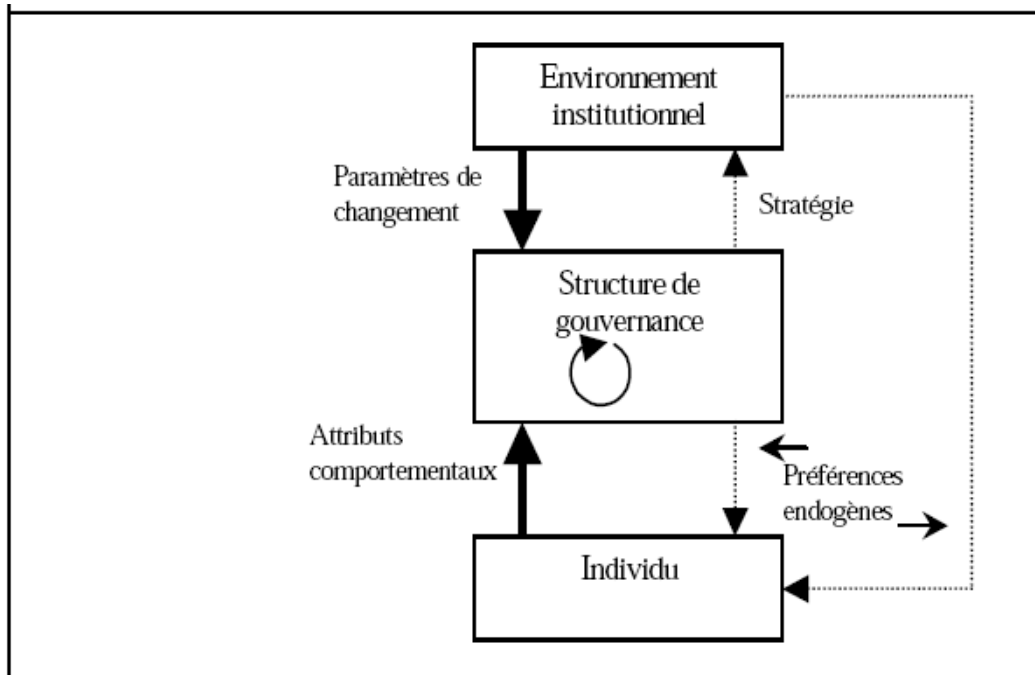 Environnement
institutionnel
Paramètres de
changement
Stratégie
Structure de
gouvernance
Attributs
comportementaux
Préférences
endogènes
Individu